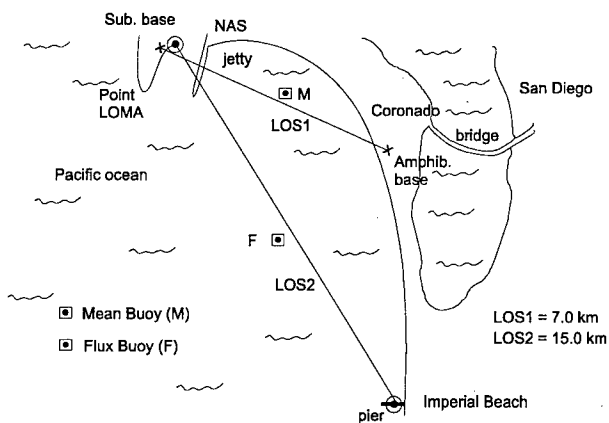 Sub. base
NAS
jetty
M
Point
LOMA
LOS1
Coronado
San Diego
bridge
Amphib.
base
Pacific ocean
F
LOS2
Mean Buoy (M)
Flux Buoy (F)
LOS1 = 7.0 km
LOS2 = 15.0 km
pier
Imperial Beach